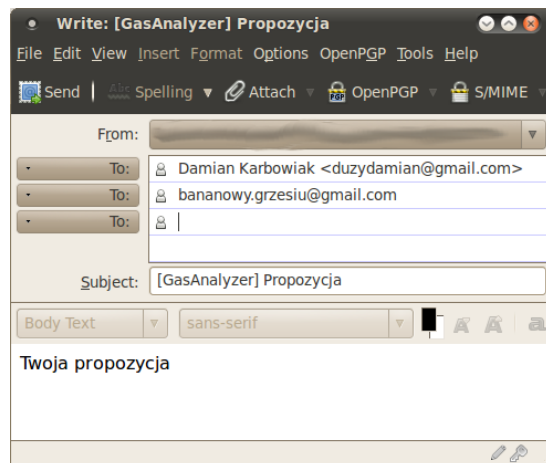 Write: [GasAnalyzer] Propozycja
File Edit View Insert Format Options OpenPGP Tools Help
Send Abc Spelling Attach OpenPGP S/MIME
From:
To: Damian Karbowiak <duzydamian@gmail.com>
To: bananowy.grzesiu@gmail.com
To:
Subject: [GasAnalyzer] Propozycja
Body Text sans-serif A A a
Twoja propozycja